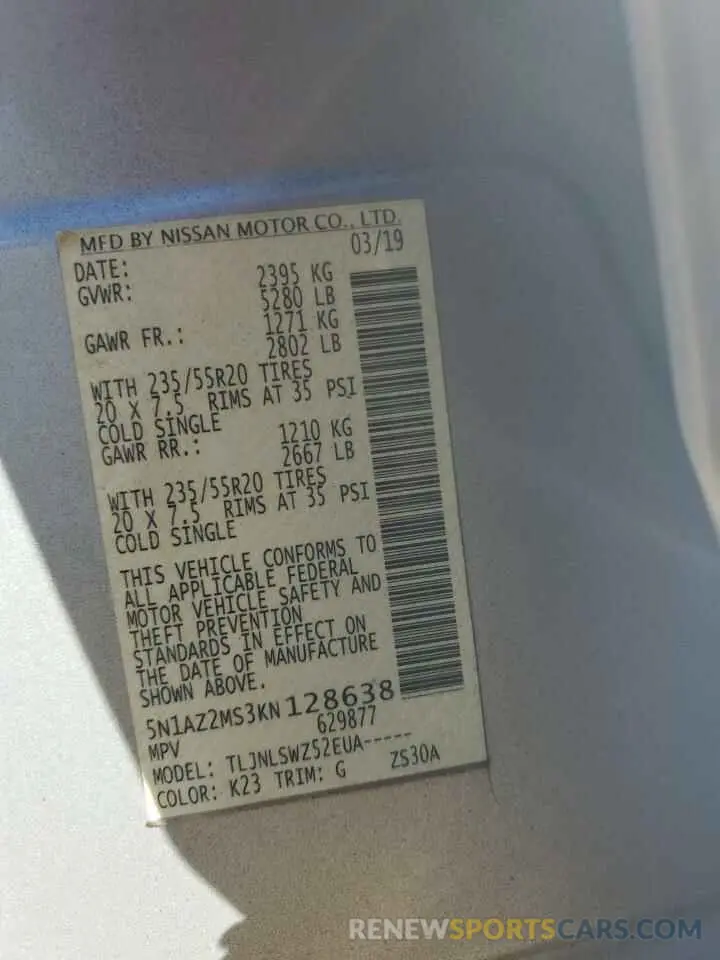 MFD BY NISSAN MOTOR CO., LTD.
DATE: 03/19
GVWR: 2395 KG
5280 LB
GAWR FR.: 1271 KG
2802 LB
WITH 235/55R20 TIRES
20 X 7.5 RIMS AT 35 PSI
COLD SINGLE
GAWR RR.: 1210 KG
2667 LB
WITH 235/55R20 TIRES
20 X 7.5 RIMS AT 35 PSI
COLD SINGLE
THIS VEHICLE CONFORMS TO
ALL APPLICABLE FEDERAL
MOTOR VEHICLE SAFETY AND
THEFT PREVENTION
STANDARDS IN EFFECT ON
THE DATE OF MANUFACTURE
SHOWN ABOVE.
5N1AZ2MS3KN128638
MPV 629877
MODEL: TLJNLSWZ52EUA-----
COLOR: K23 TRIM: G ZS30A
RENEWSPORTSCARS.COM